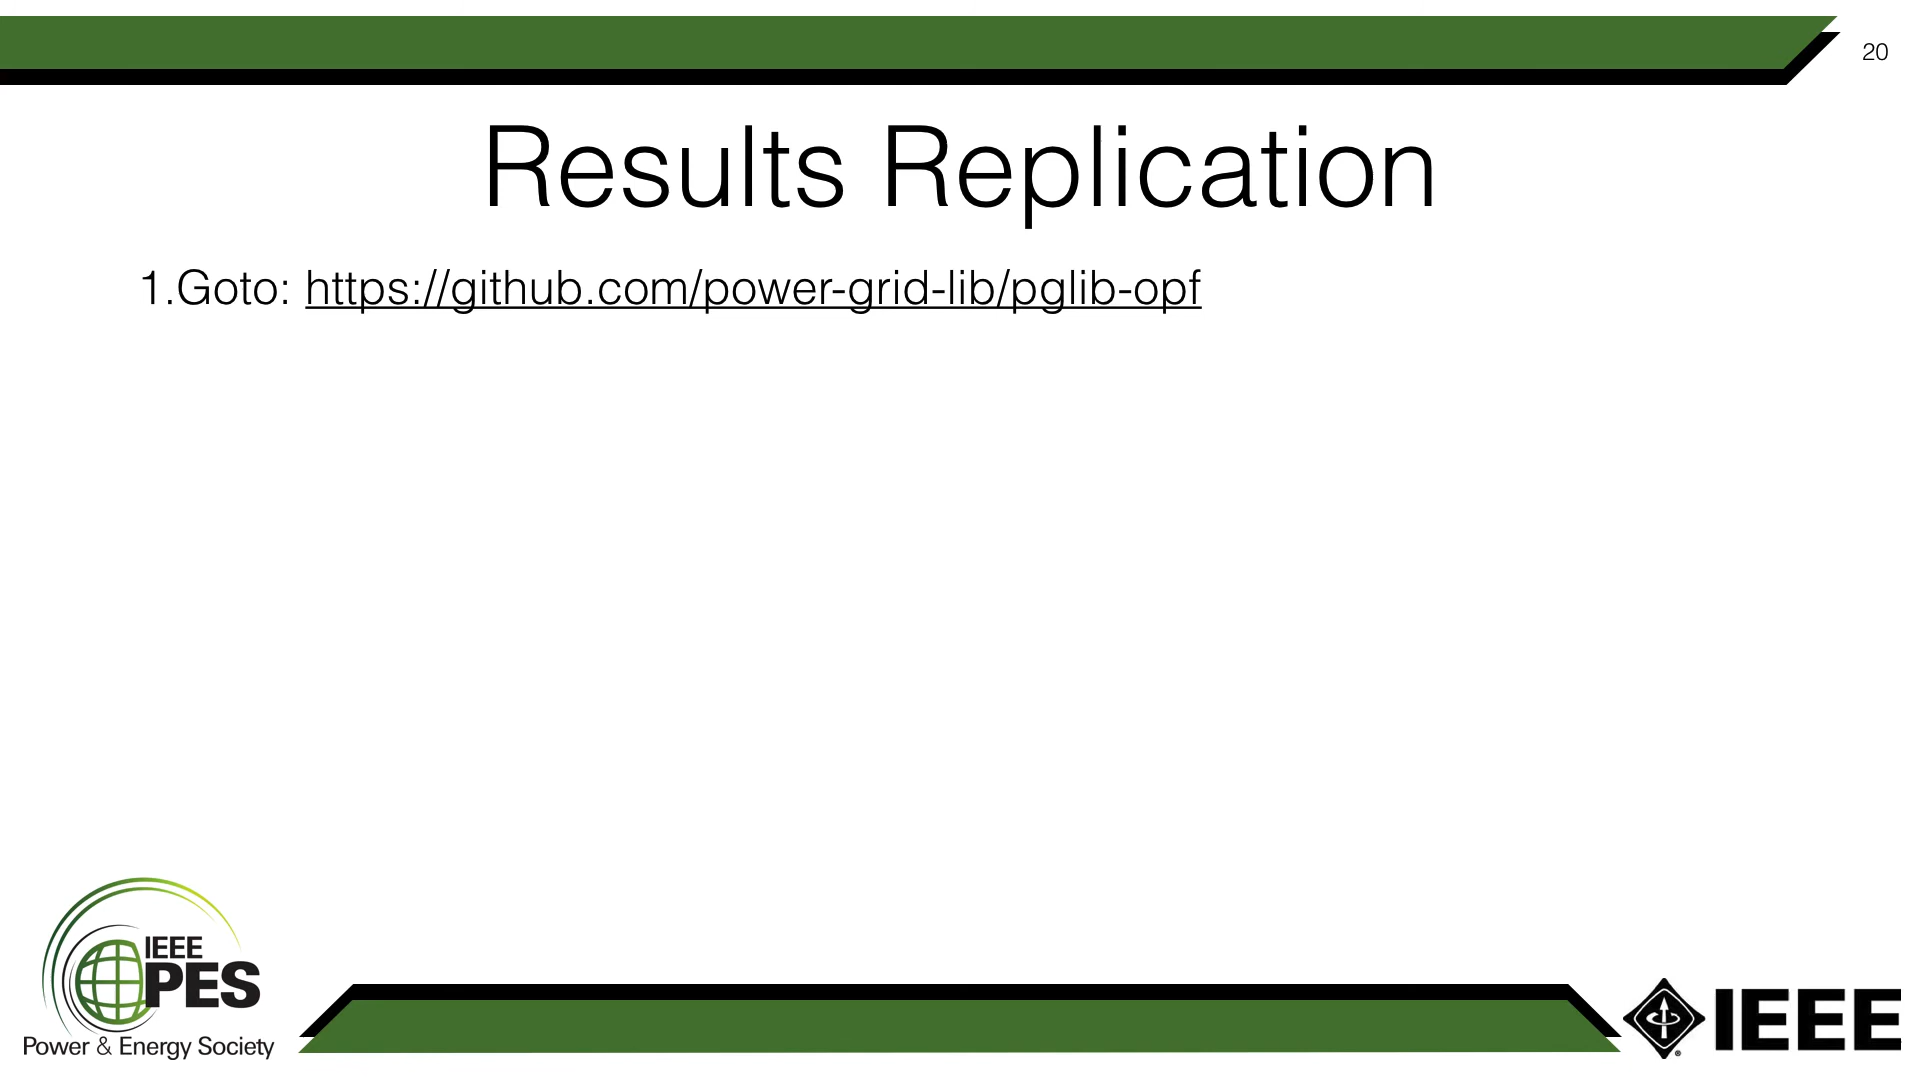 20
Results Replication
1.Goto: https://github.com/power-grid-lib/pglib-opf
IEEE
PES
Power & Energy Society
IEEE